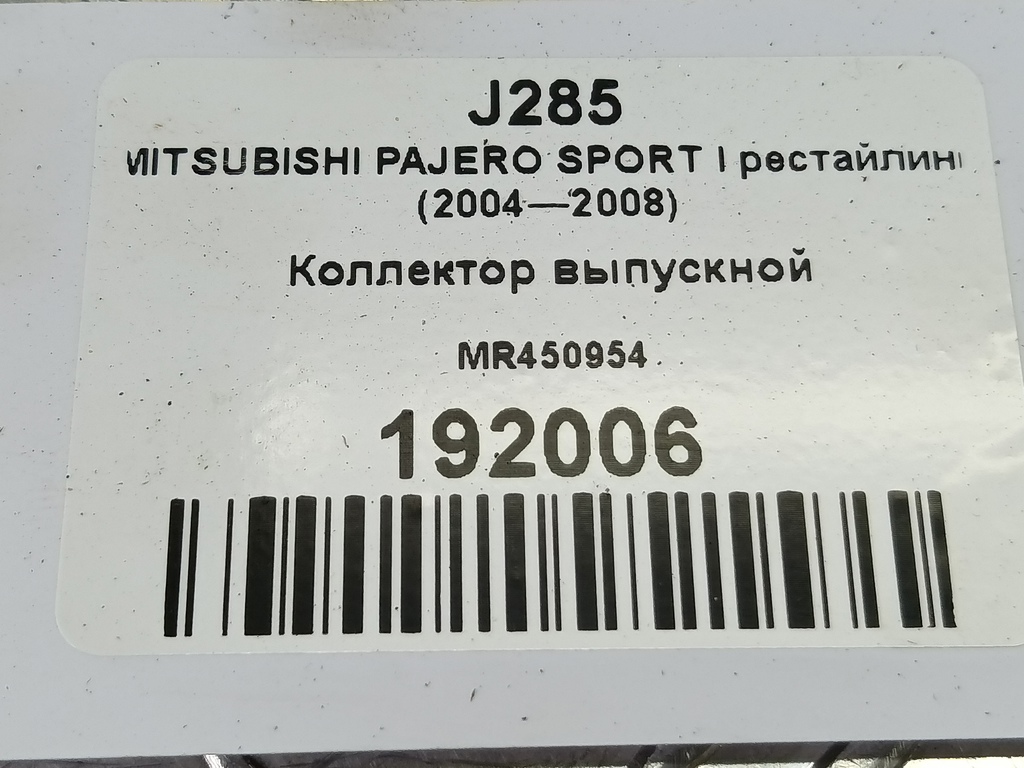 J285
MITSUBISHI PAJERO SPORT I рестайлинг
(2004—2008)
Коллектор выпускной
MR450954
192006